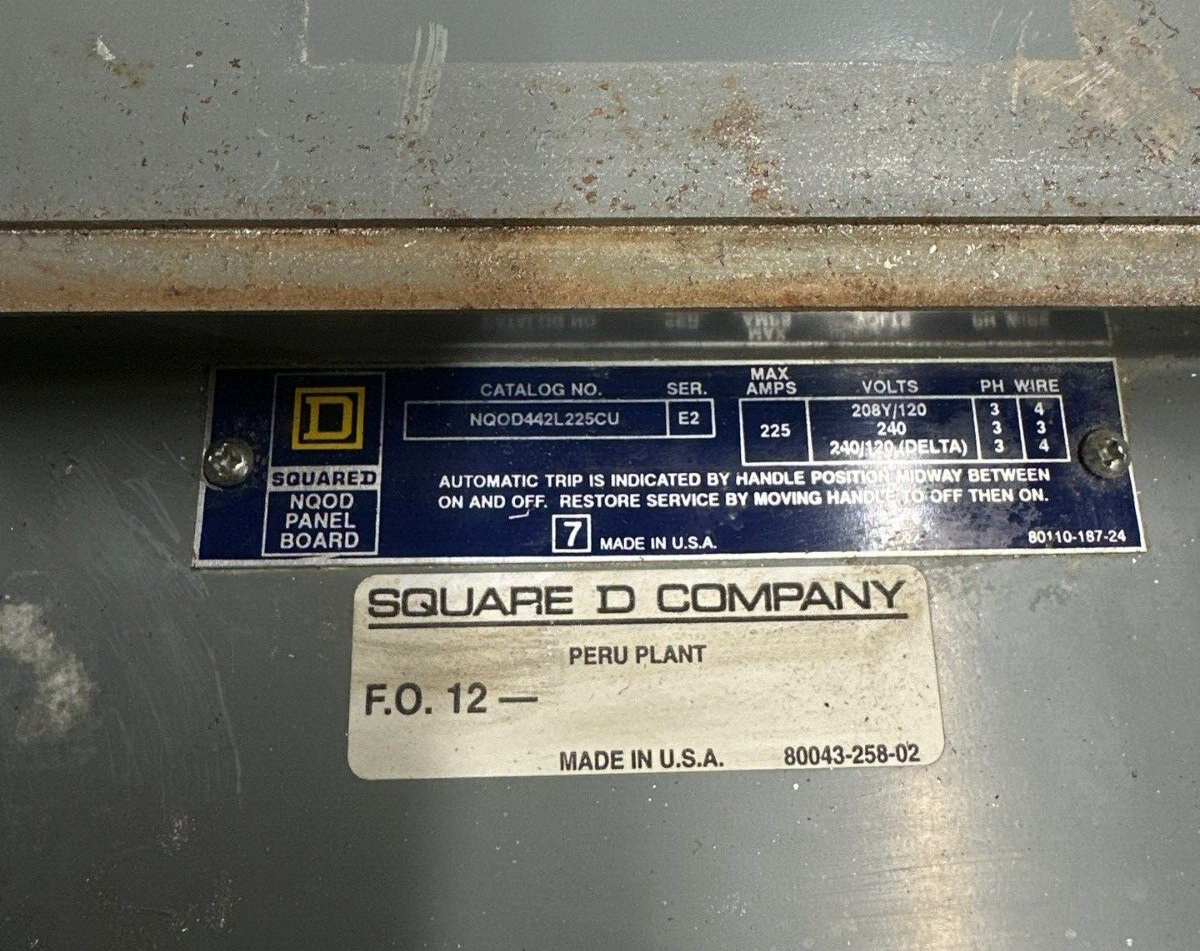 D
SQUARE D
NQOD
PANEL
BOARD
CATALOG NO. SER.
NQOD442L225CU E2
MAX
AMPS VOLTS PH WIRE
225
208Y/120 3 4
240 3 3
240/120 (DELTA) 3 4
AUTOMATIC TRIP IS INDICATED BY HANDLE POSITION MIDWAY BETWEEN
ON AND OFF. RESTORE SERVICE BY MOVING HANDLE TO OFF THEN ON.
7 MADE IN U.S.A. 80110-187-24
SQUARE D COMPANY
PERU PLANT
F.O. 12 —
MADE IN U.S.A. 80043-258-02